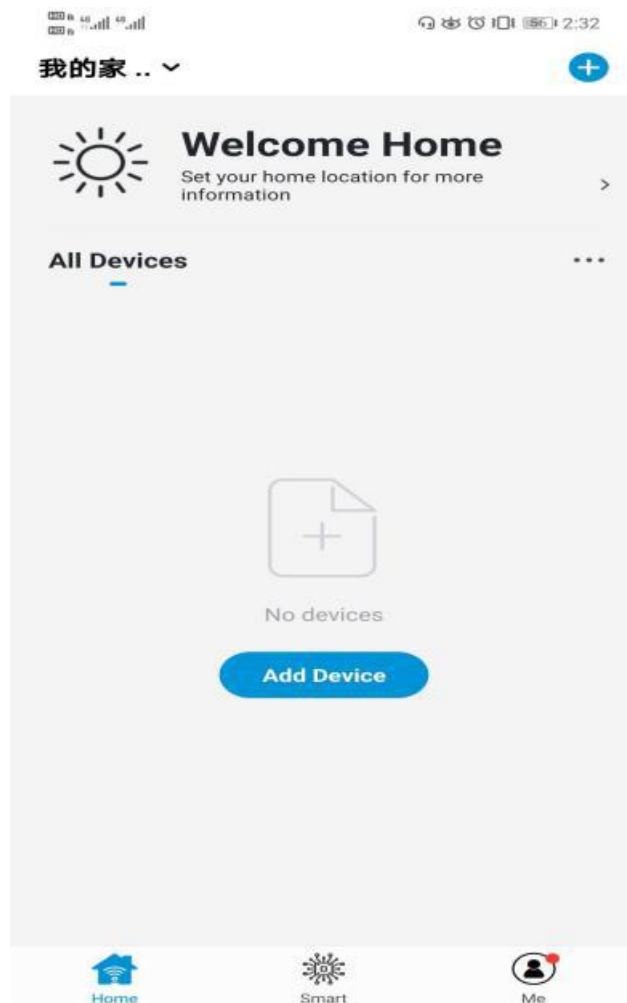 56 2:32
我的家 ..
Welcome Home
Set your home location for more
information
All Devices
No devices
Add Device
Home
Smart
Me